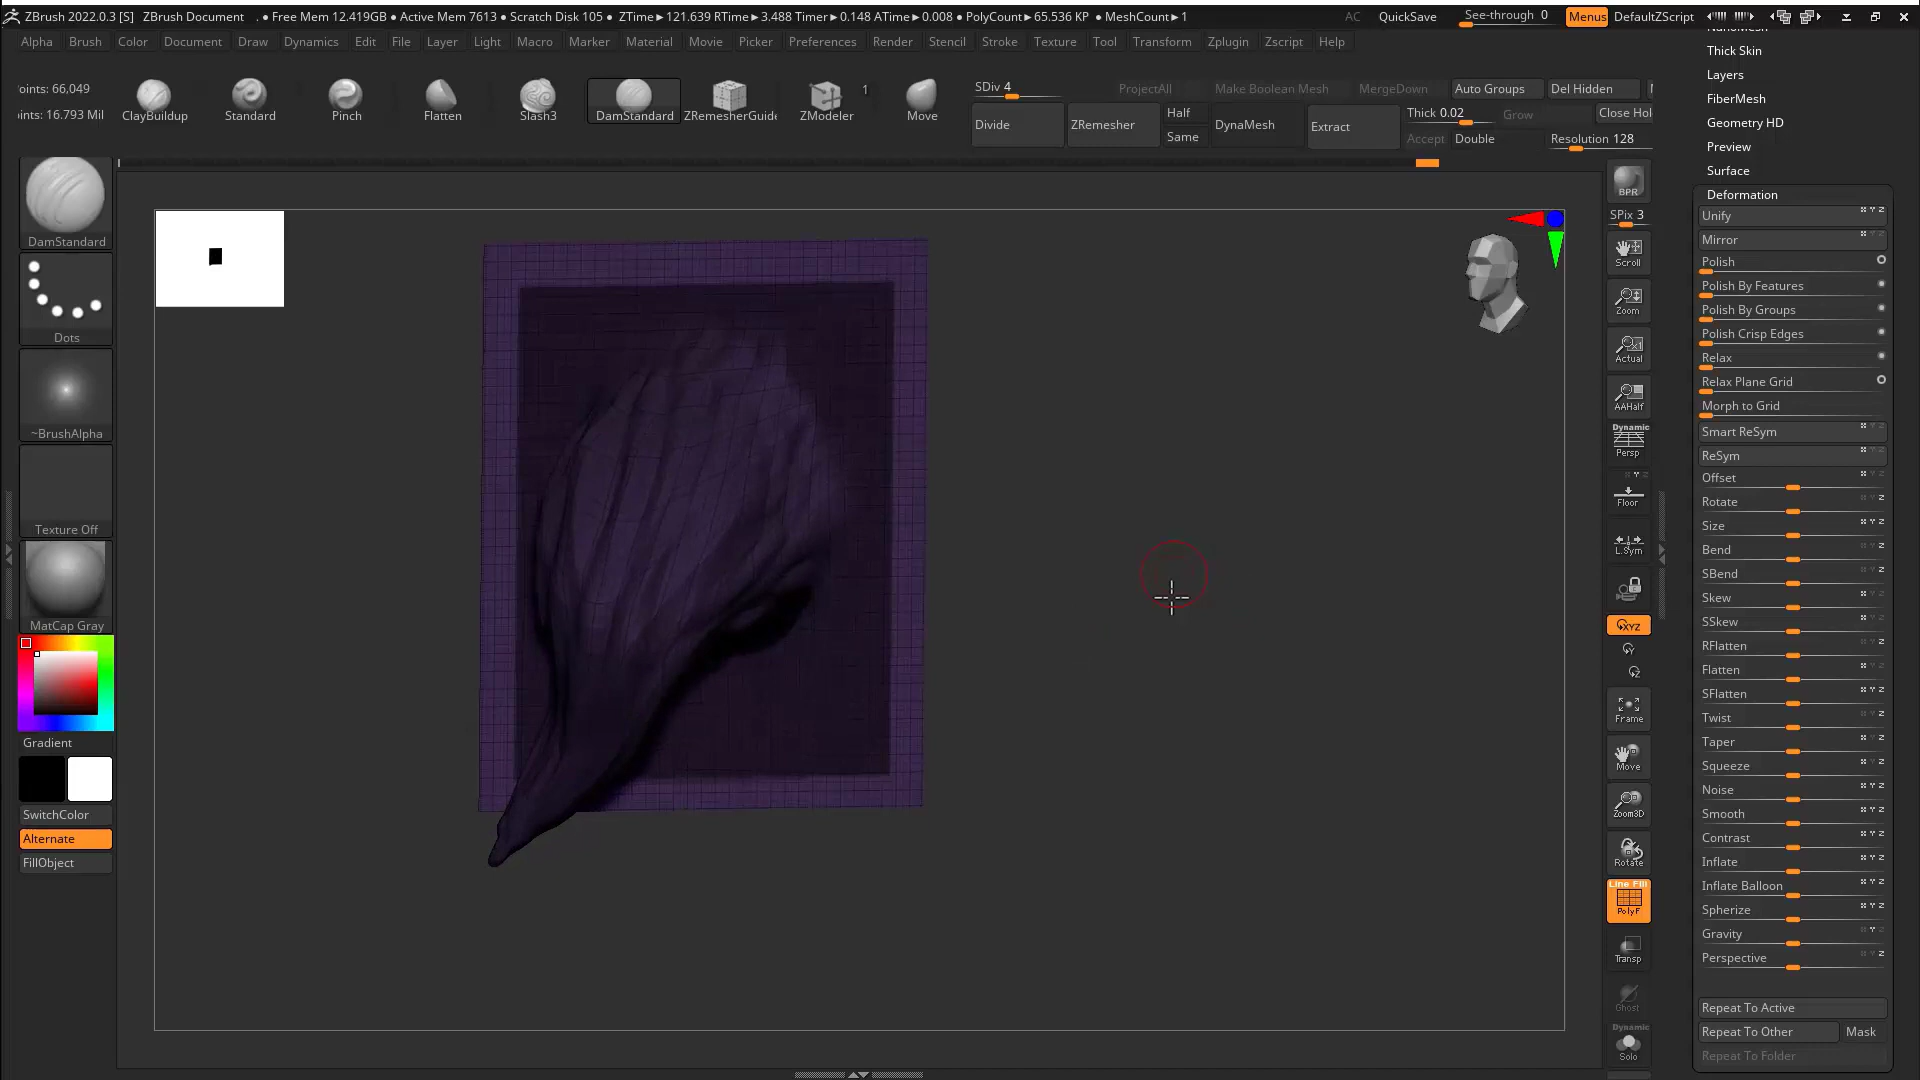 ZBrush 2022.0.3 [S] ZBrush Document . • Free Mem 12.419GB • Active Mem 7613 • Scratch Disk 105 • ZTime►121.639 RTime►3.488 Timer►0.148 ATime►0.008 • PolyCount►65.536 KP • MeshCount►1 AC QuickSave See-through 0 Menus DefaultZScript
Alpha Brush Color Document Draw Dynamics Edit File Layer Light Macro Marker Material Movie Picker Preferences Render Stencil Stroke Texture Tool Transform Zplugin Zscript Help
oints: 66,049
ints: 16.793 Mil
ClayBuildup
Standard
Pinch
Flatten
Slash3
DamStandard
ZRemesherGuide
ZModeler
1
Move
SDiv 4
Divide
ZRemesher
ProjectAll
Half
Same
Make Boolean Mesh
DynaMesh
Extract
MergeDown
Auto Groups
Del Hidden
Thick 0.02
Grow
Close Hol
Accept
Double
Resolution 128
DamStandard
Dots
~BrushAlpha
Texture Off
MatCap Gray
Gradient
SwitchColor
Alternate
FillObject
BPR
SPix 3
Scroll
Zoom
Actual
AAHalf
Dynamic
Persp
Floor
L.Sym
XYZ
Frame
Move
Zoom3D
Rotate
Line Fill
PolyF
Transp
Ghost
Dynamic
Solo
NanoMesh
Thick Skin
Layers
FiberMesh
Geometry HD
Preview
Surface
Deformation
Unify
Mirror
Polish
Polish By Features
Polish By Groups
Polish Crisp Edges
Relax
Relax Plane Grid
Morph to Grid
Smart ReSym
ReSym
Offset
Rotate
Size
Bend
SBend
Skew
SSkew
RFlatten
Flatten
SFlatten
Twist
Taper
Squeeze
Noise
Smooth
Contrast
Inflate
Inflate Balloon
Spherize
Gravity
Perspective
Repeat To Active
Repeat To Other Mask
Repeat To Folder